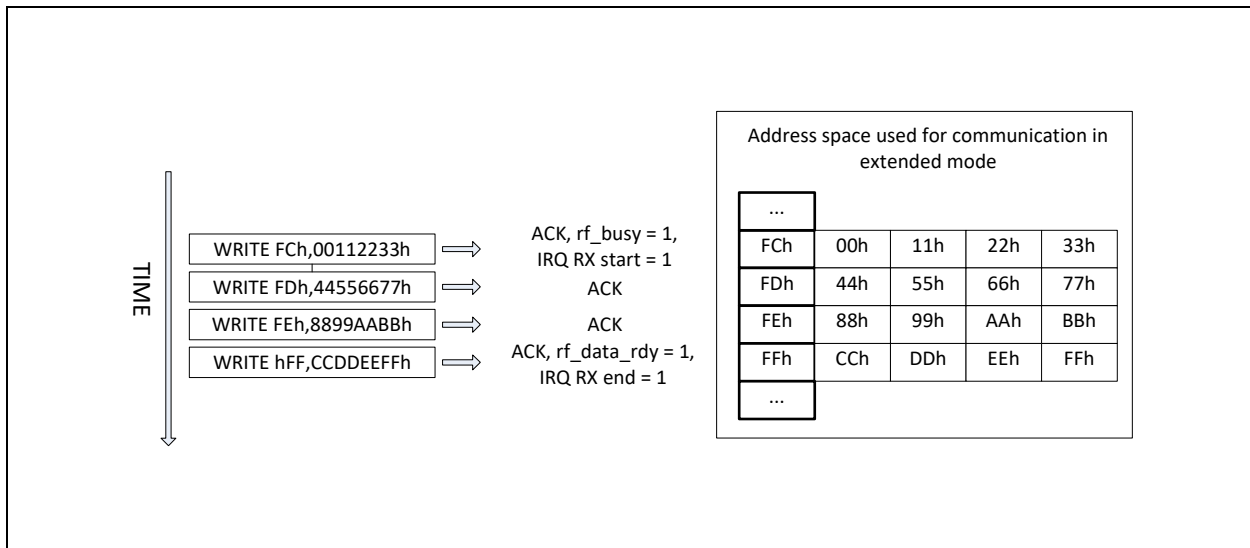 Address space used for communication in
extended mode
TIME
WRITE FCh,00112233h
ACK, rf_busy = 1,
IRQ RX start = 1
WRITE FDh,44556677h
ACK
WRITE FEh,8899AABBh
ACK
WRITE hFF,CCDDEEFFh
ACK, rf_data_rdy = 1,
IRQ RX end = 1
...
FCh 00h 11h 22h 33h
FDh 44h 55h 66h 77h
FEh 88h 99h AAh BBh
FFh CCh DDh EEh FFh
...